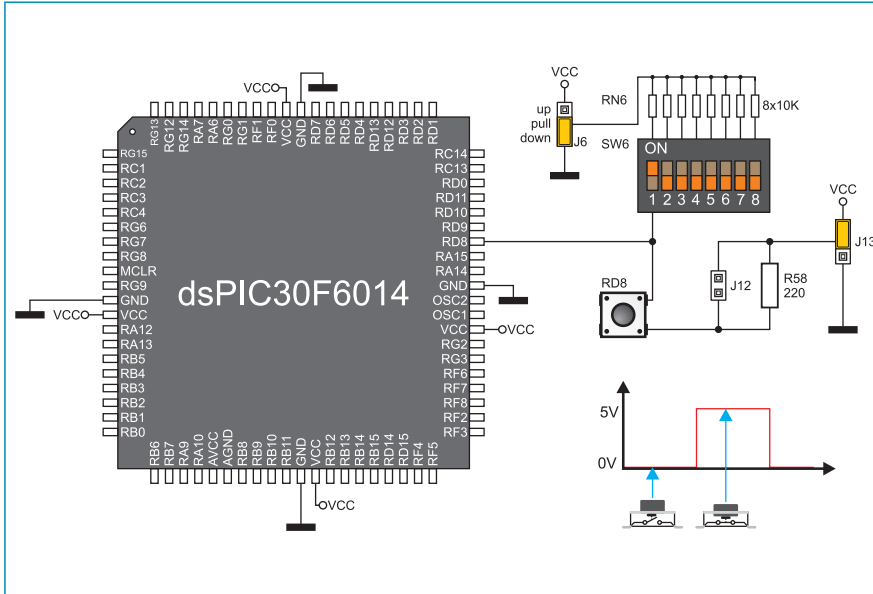 VCC
GND
RG13
RG12
RG14
RA7
RA6
RG0
RG1
RF1
RF0
VCC
GND
RD7
RD6
RD5
RD4
RD13
RD12
RD3
RD2
RD1
RG15
RC1
RC2
RC3
RC4
RG6
RG7
RG8
MCLR
RG9
GND
VCC
RA12
RA13
RB5
RB4
RB3
RB2
RB1
RB0
VCC
dsPIC30F6014
RC14
RC13
RD0
RD11
RD10
RD9
RD8
RA15
RA14
GND
OSC2
OSC1
VCC
RG2
RG3
RF6
RF7
RF8
RF2
RF3
VCC
RB6
RB7
RA9
RA10
AVCC
AGND
RB8
RB9
RB10
RB11
GND
VCC
RB12
RB13
RB14
RB15
RD14
RD15
RF4
RF5
VCC
VCC
up
pull
down
J6
RN6
8x10K
SW6
ON
1 2 3 4 5 6 7 8
VCC
J13
RD8
J12
R58
220
5V
0V